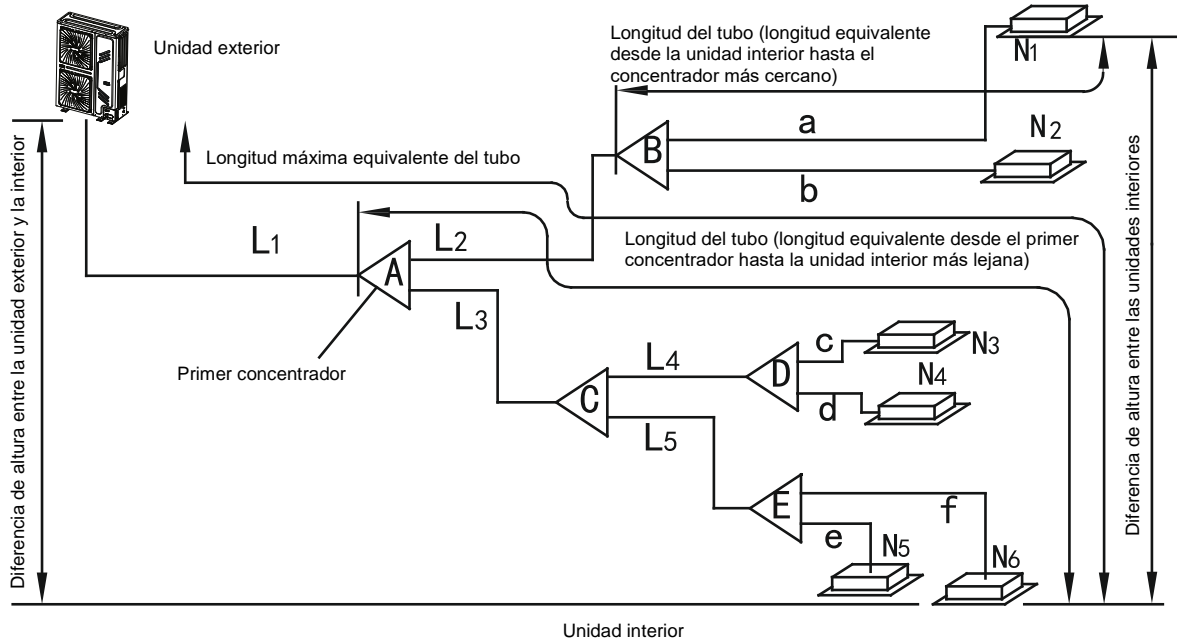 Unidad exterior
Longitud del tubo (longitud equivalente
desde la unidad interior hasta el
concentrador más cercano)
N1
a
N2
B
b
Longitud máxima equivalente del tubo
L1
L2
A
Longitud del tubo (longitud equivalente desde el primer
concentrador hasta la unidad interior más lejana)
L3
Primer concentrador
L4
c
N3
D
N4
d
C
L5
E
f
e
N5
N6
Diferencia de altura entre la unidad exterior y la interior
Diferencia de altura entre las unidades interiores
Unidad interior